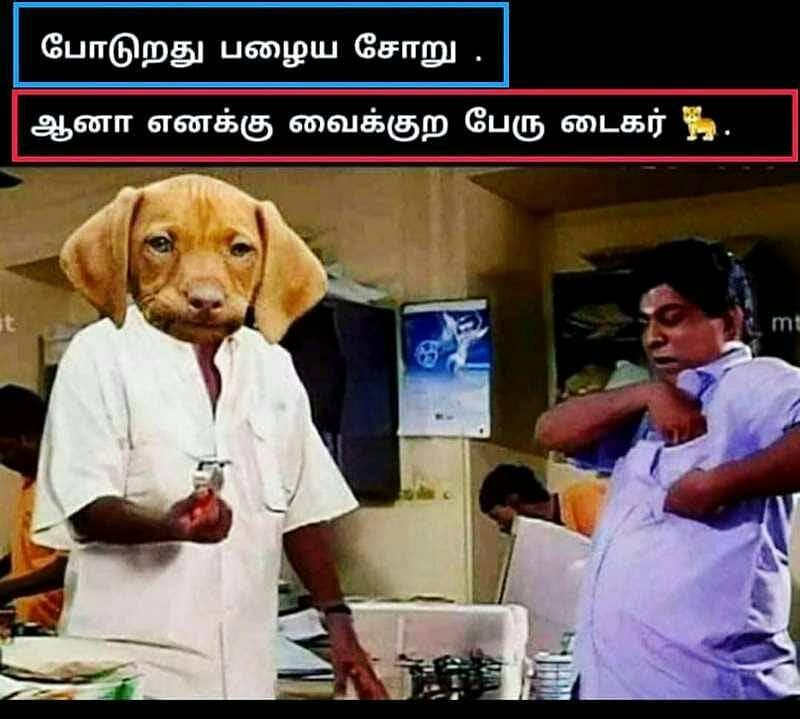 போடுறது பழைய சோறு .
ஆனா எனக்கு வைக்குற பேரு டைகர் 🐅.